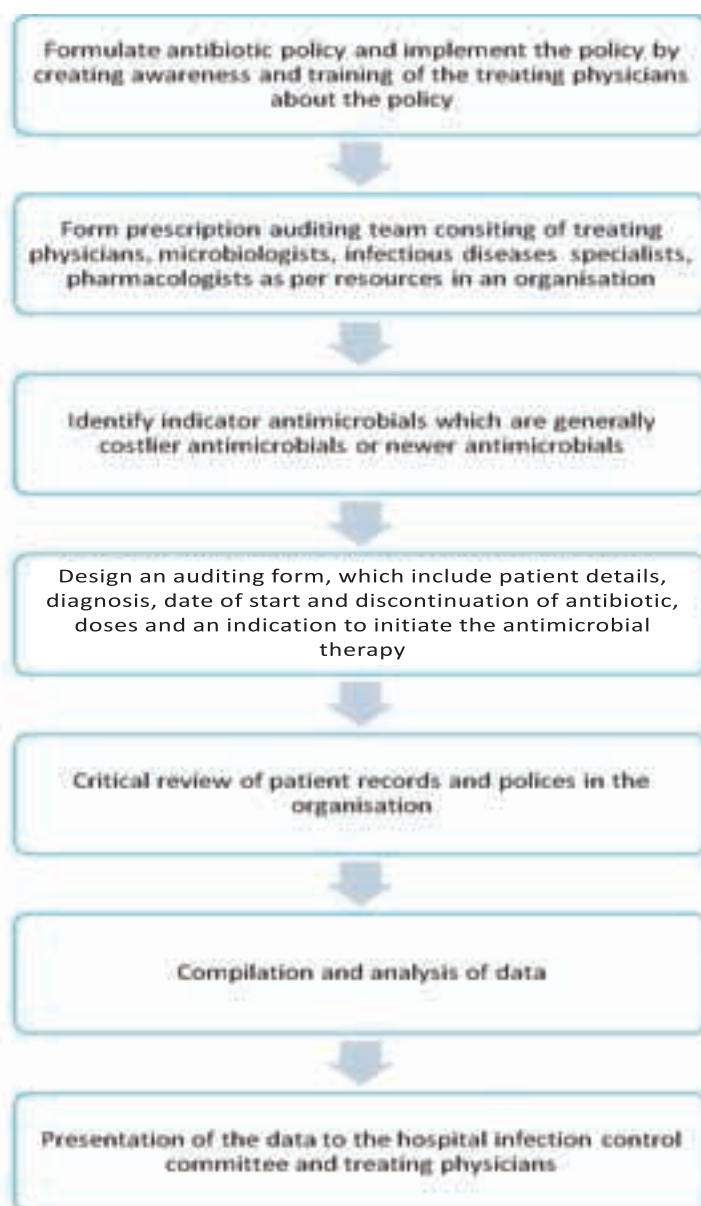 Formulate antibiotic policy and implement the policy by
creating awareness and training of the treating physicians
about the policy
Form prescription auditing team consiting of treating
physicians, microbiologists, infectious diseases specialists,
pharmacologists as per resources in an organisation
Identify indicator antimicrobials which are generally
costlier antimicrobials or newer antimicrobials
Design an auditing form, which include patient details,
diagnosis, date of start and discontinuation of antibiotic,
doses and an indication to initiate the antimicrobial
therapy
Critical review of patient records and polices in the
organisation
Compilation and analysis of data
Presentation of the data to the hospital infection control
committee and treating physicians